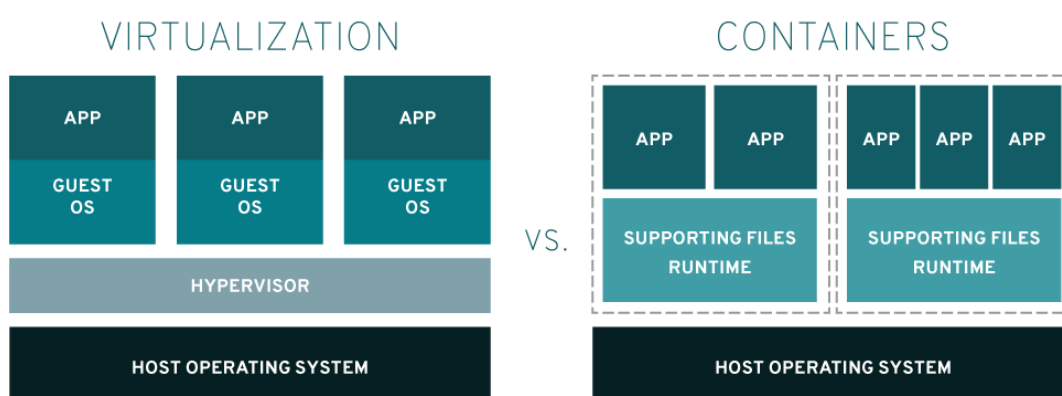 VIRTUALIZATION
APP
APP
APP
GUEST
OS
GUEST
OS
GUEST
OS
HYPERVISOR
HOST OPERATING SYSTEM
VS.
CONTAINERS
APP
APP
APP
APP
APP
SUPPORTING FILES
RUNTIME
SUPPORTING FILES
RUNTIME
HOST OPERATING SYSTEM